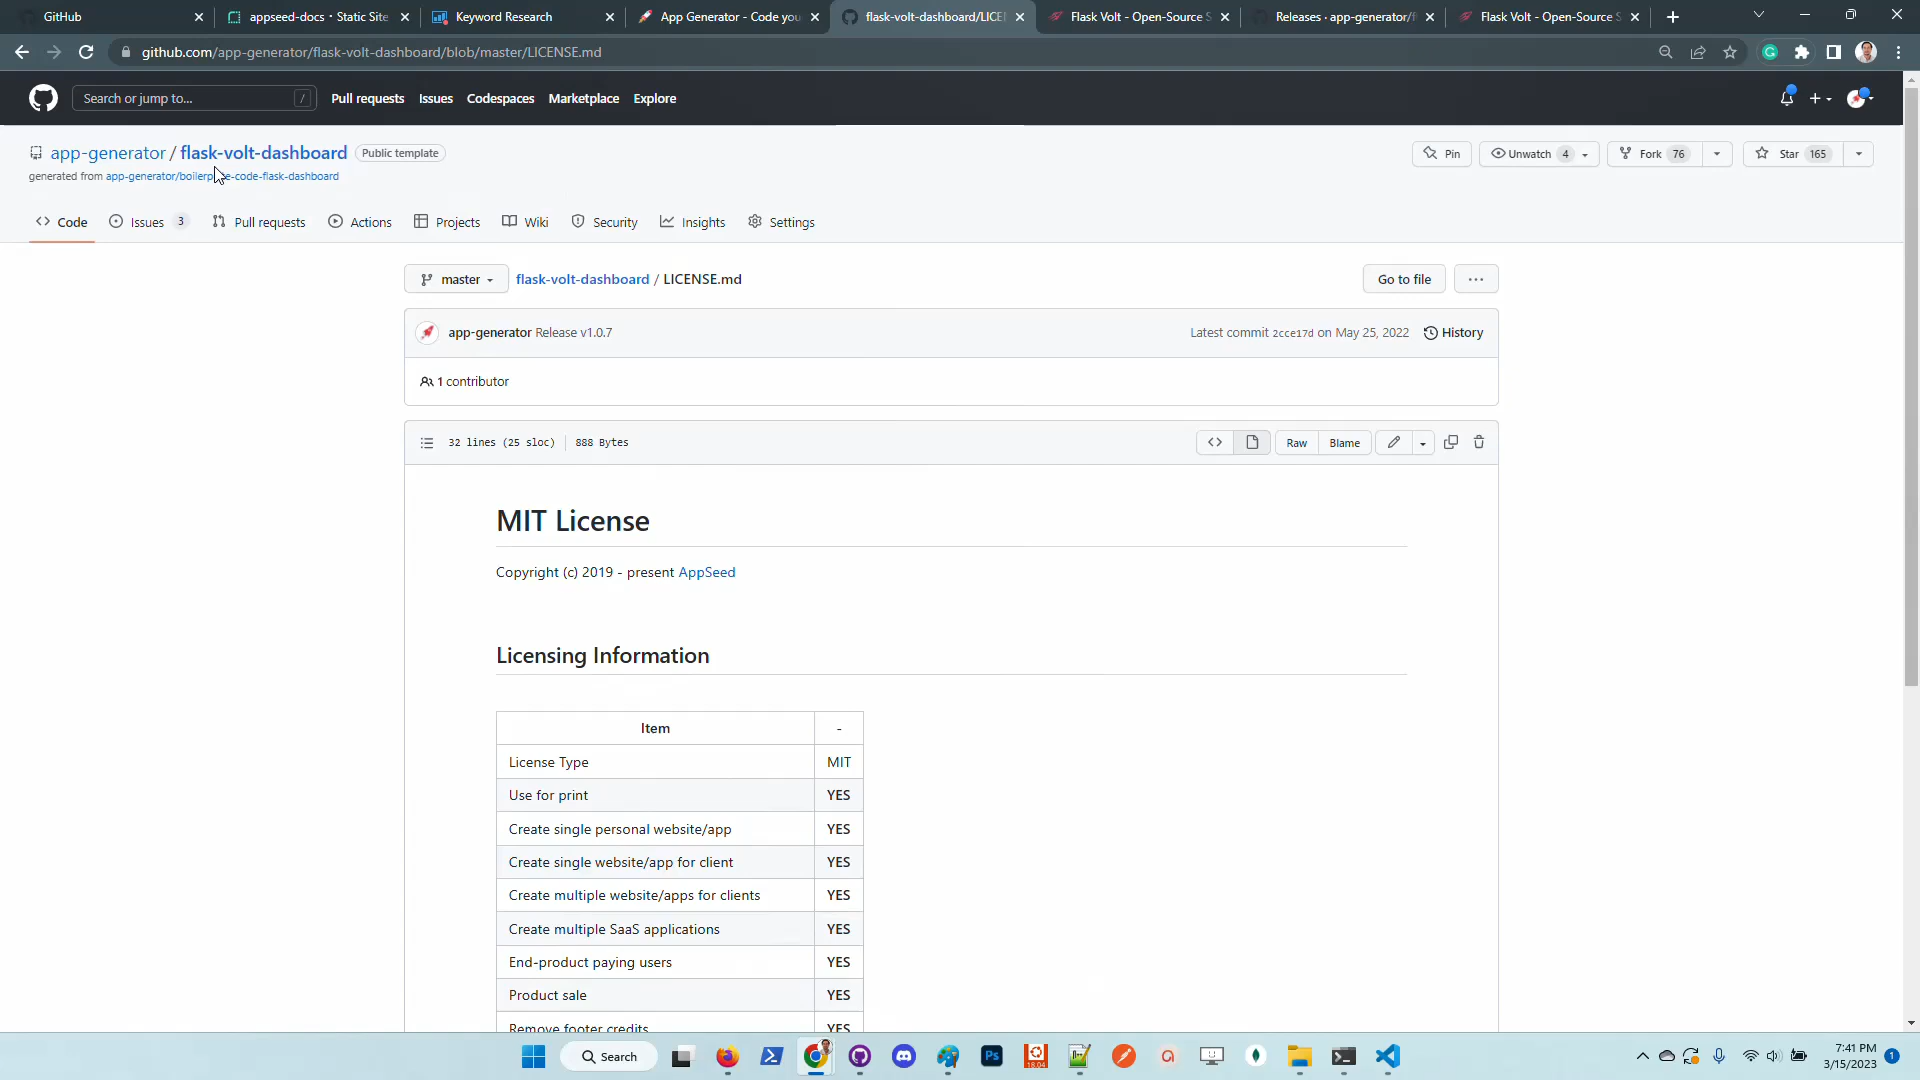 GitHub
appseed-docs · Static Site
Keyword Research
App Generator - Code you
flask-volt-dashboard/LICE
Flask Volt - Open-Source S
Releases · app-generator/fl
Flask Volt - Open-Source S
github.com/app-generator/flask-volt-dashboard/blob/master/LICENSE.md
Search or jump to...
/
Pull requests
Issues
Codespaces
Marketplace
Explore
app-generator / flask-volt-dashboard
Public template
Pin
Unwatch 4
Fork 76
Star 165
generated from app-generator/boilerplate-code-flask-dashboard
Code
Issues 3
Pull requests
Actions
Projects
Wiki
Security
Insights
Settings
master
flask-volt-dashboard / LICENSE.md
Go to file
app-generator Release v1.0.7
Latest commit 2cce17d on May 25, 2022
History
1 contributor
32 lines (25 sloc) 888 Bytes
Raw
Blame
MIT License
Copyright (c) 2019 - present AppSeed
Licensing Information
Item -
License Type MIT
Use for print YES
Create single personal website/app YES
Create single website/app for client YES
Create multiple website/apps for clients YES
Create multiple SaaS applications YES
End-product paying users YES
Product sale YES
Remove footer credits YES
Search
Ps
18.04
7:41 PM
3/15/2023
1